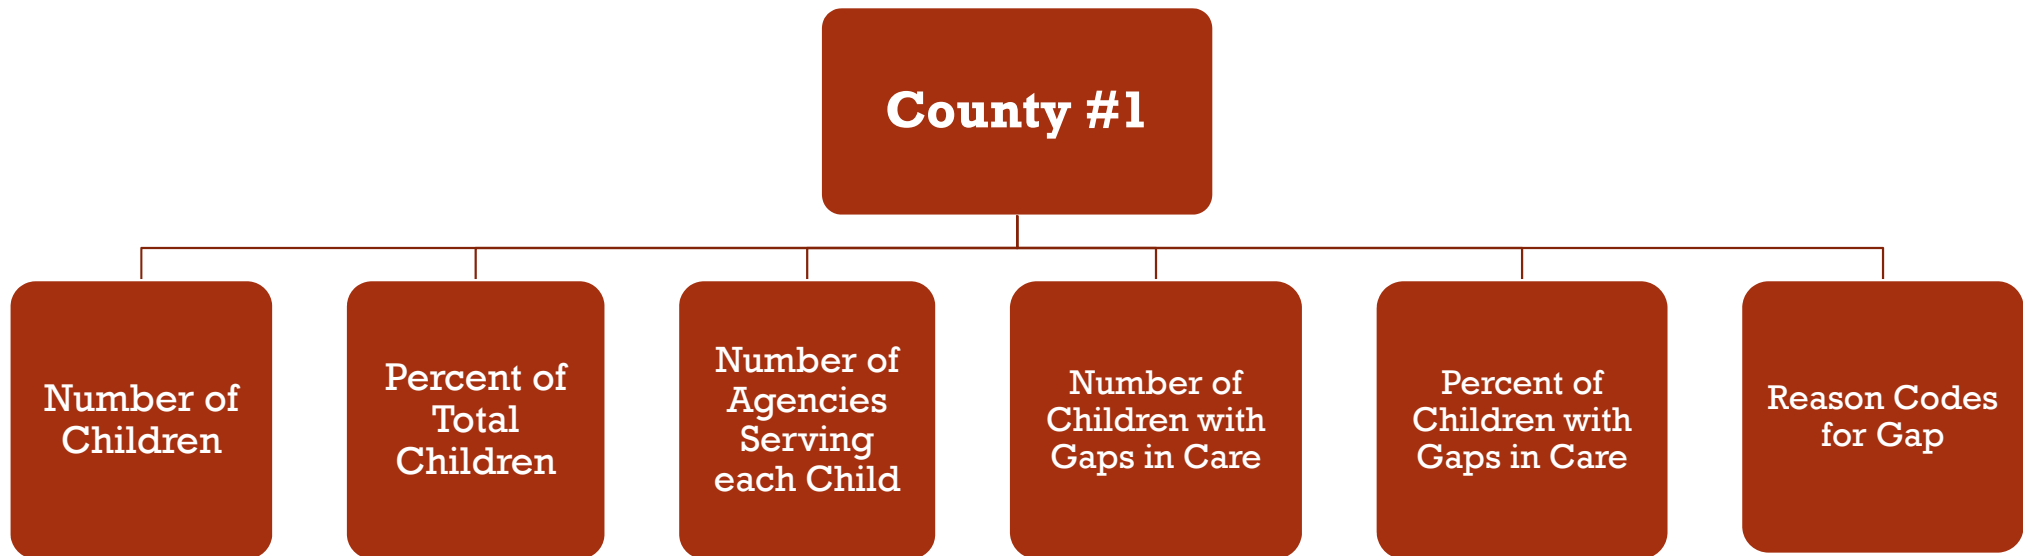 County #1
Number of
Children
Percent of
Total
Children
Number of
Agencies
Serving
each Child
Number of
Children with
Gaps in Care
Percent of
Children with
Gaps in Care
Reason Codes
for Gap